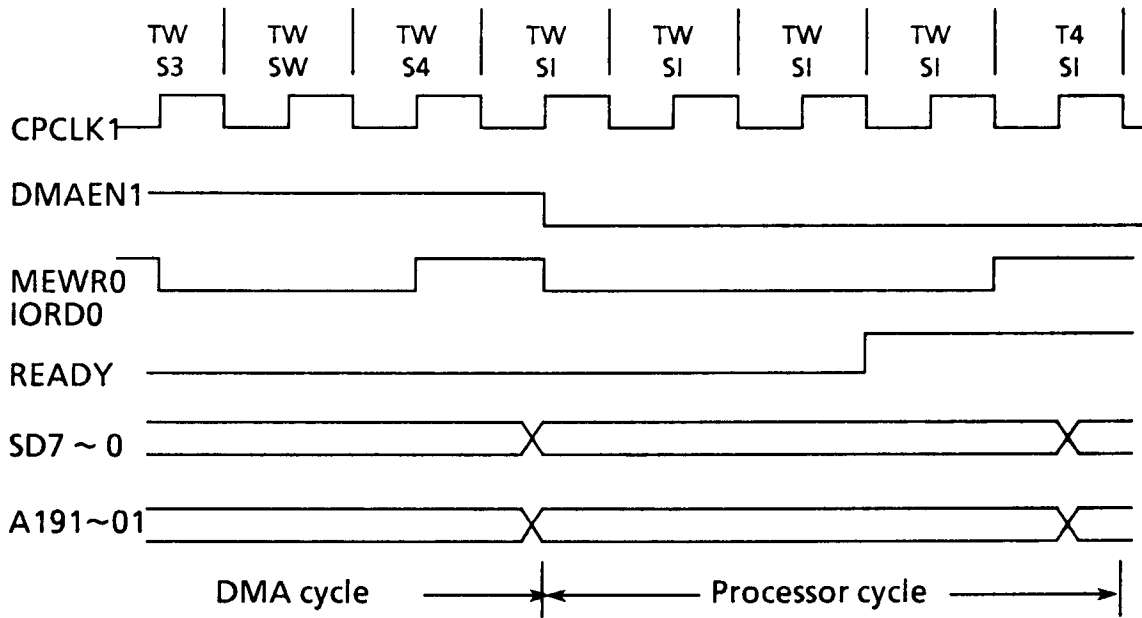 TW TW TW TW TW TW TW T4
S3 SW S4 SI SI SI SI SI
CPCLK1
DMAEN1
MEWR0
IORD0
READY
SD7 ~ 0
A191~01
DMA cycle Processor cycle